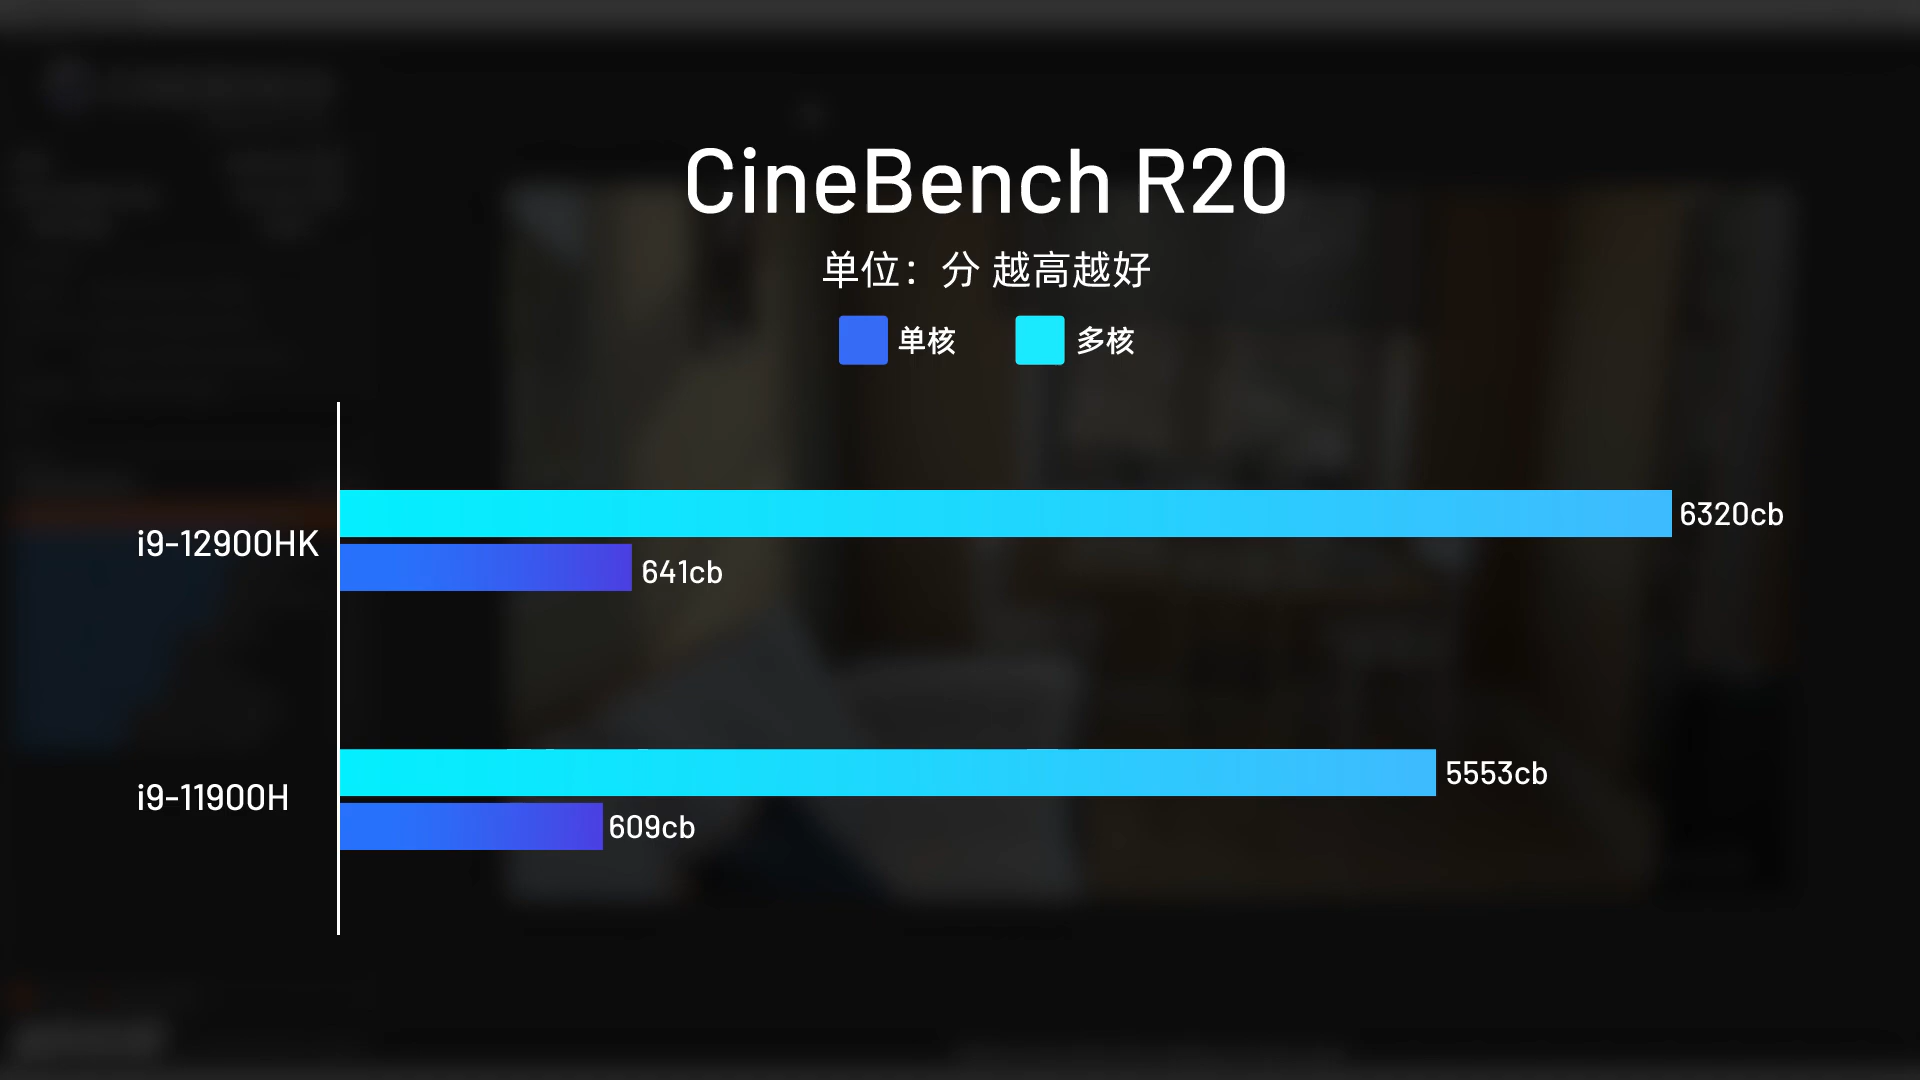 CineBench R20
单位：分 越高越好
单核 多核
i9-12900HK
6320cb
641cb
i9-11900H
5553cb
609cb